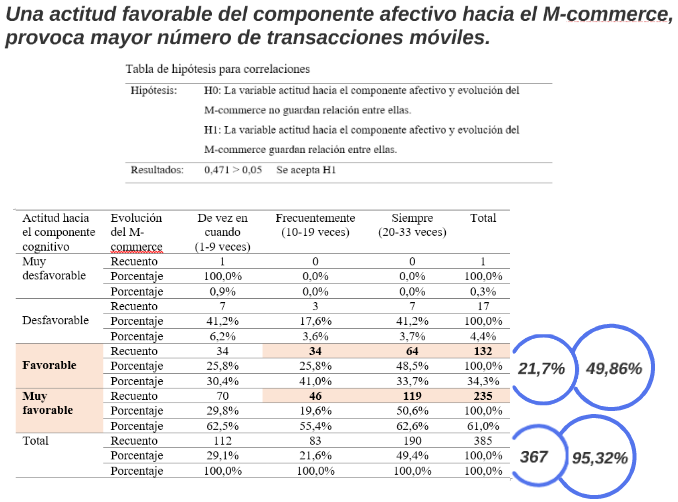 Una actitud favorable del componente afectivo hacia el M-commerce,
provoca mayor número de transacciones móviles.
Tabla de hipótesis para correlaciones
Hipótesis: H0: La variable actitud hacia el componente afectivo y evolución del
M-commerce no guardan relación entre ellas.
H1: La variable actitud hacia el componente afectivo y evolución del
M-commerce guardan relación entre ellas.
Resultados: 0,471 > 0,05 Se acepta H1
Actitud hacia Evolución De vez en Frecuentemente Siempre Total
el componente del M- cuando (10-19 veces) (20-33 veces)
cognitivo commerce (1-9 veces)
Muy Recuento 1 0 0 1
desfavorable Porcentaje 100,0% 0,0% 0,0% 100,0%
Porcentaje 0,9% 0,0% 0,0% 0,3%
Recuento 7 3 7 17
Desfavorable Porcentaje 41,2% 17,6% 41,2% 100,0%
Porcentaje 6,2% 3,6% 3,7% 4,4%
Recuento 34 34 64 132
Favorable Porcentaje 25,8% 25,8% 48,5% 100,0%
Porcentaje 30,4% 41,0% 33,7% 34,3%
Muy Recuento 70 46 119 235
favorable Porcentaje 29,8% 19,6% 50,6% 100,0%
Porcentaje 62,5% 55,4% 62,6% 61,0%
Total Recuento 112 83 190 385
Porcentaje 29,1% 21,6% 49,4% 100,0%
Porcentaje 100,0% 100,0% 100,0% 100,0%
21,7% 49,86%
367 95,32%